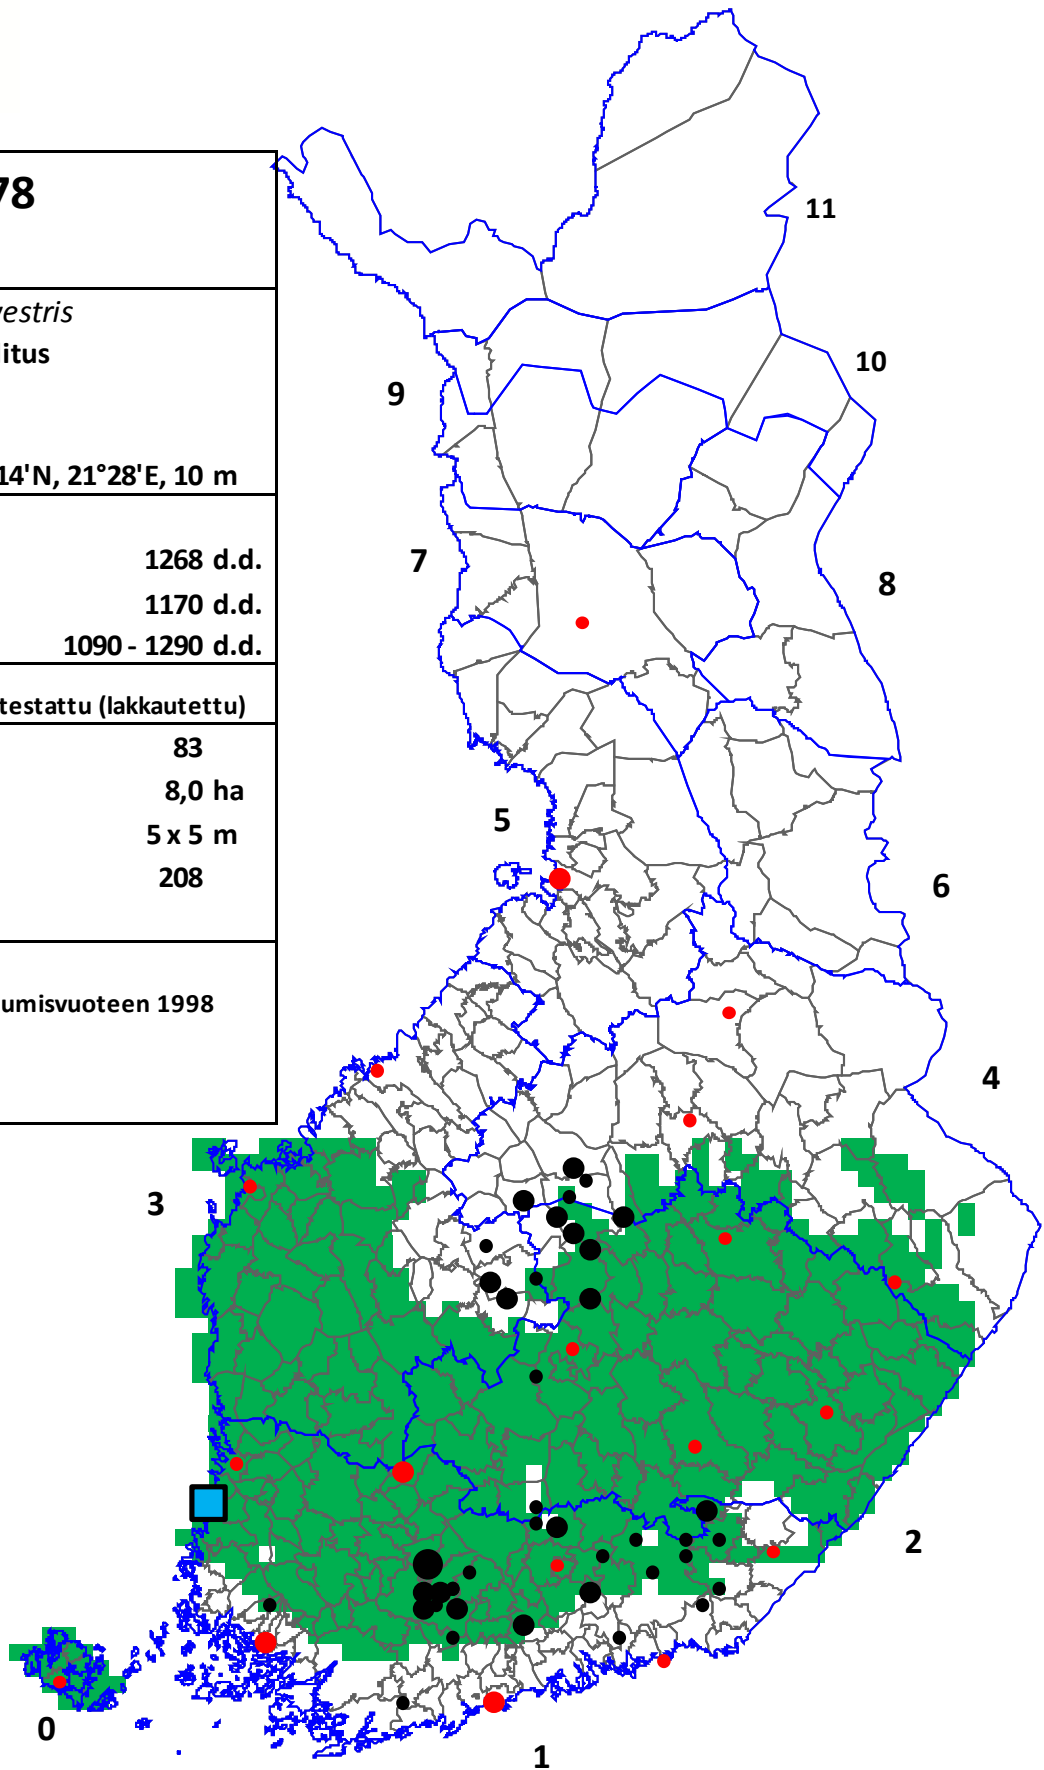 78
estris
litus
14'N, 21°28'E, 10 m
1268 d.d.
1170 d.d.
1090 - 1290 d.d.
testattu (lakkautettu)
83
8,0 ha
5 x 5 m
208
umisvuoteen 1998
11
10
9
7
8
5
6
4
3
2
0
1